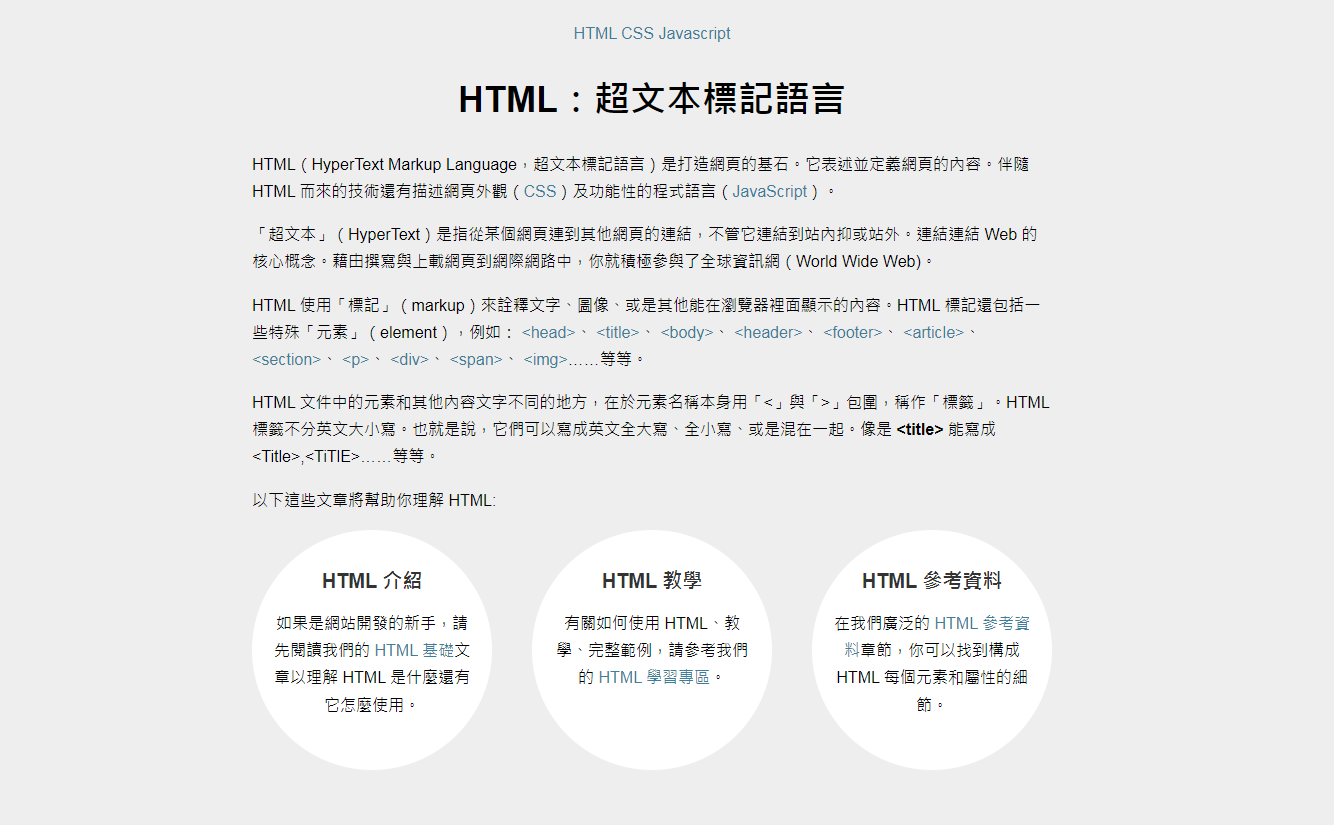 HTML CSS Javascript
HTML：超文本標記語言
HTML（HyperText Markup Language，超文本標記語言）是打造網頁的基石。它表述並定義網頁的內容。伴隨
HTML 而來的技術還有描述網頁外觀（CSS）及功能性的程式語言（JavaScript）。
「超文本」（HyperText）是指從某個網頁連到其他網頁的連結，不管它連結到站內抑或站外。連結連結 Web 的
核心概念。藉由撰寫與上載網頁到網際網路中，你就積極參與了全球資訊網（World Wide Web)。
HTML 使用「標記」（markup）來詮釋文字、圖像、或是其他能在瀏覽器裡面顯示的內容。HTML 標記還包括一
些特殊「元素」（element），例如： <head>、 <title>、 <body>、 <header>、 <footer>、 <article>、
<section>、 <p>、 <div>、 <span>、 <img>……等等。
HTML 文件中的元素和其他內容文字不同的地方，在於元素名稱本身用「<」與「>」包圍，稱作「標籤」。HTML
標籤不分英文大小寫。也就是說，它們可以寫成英文全大寫、全小寫、或是混在一起。像是 <title> 能寫成
<Title>,<TiTlE>……等等。
以下這些文章將幫助你理解 HTML:
HTML 介紹
如果是網站開發的新手，請
先閱讀我們的 HTML 基礎文
章以理解 HTML 是什麼還有
它怎麼使用。
HTML 教學
有關如何使用 HTML、教
學、完整範例，請參考我們
的 HTML 學習專區。
HTML 參考資料
在我們廣泛的 HTML 參考資
料章節，你可以找到構成
HTML 每個元素和屬性的細
節。